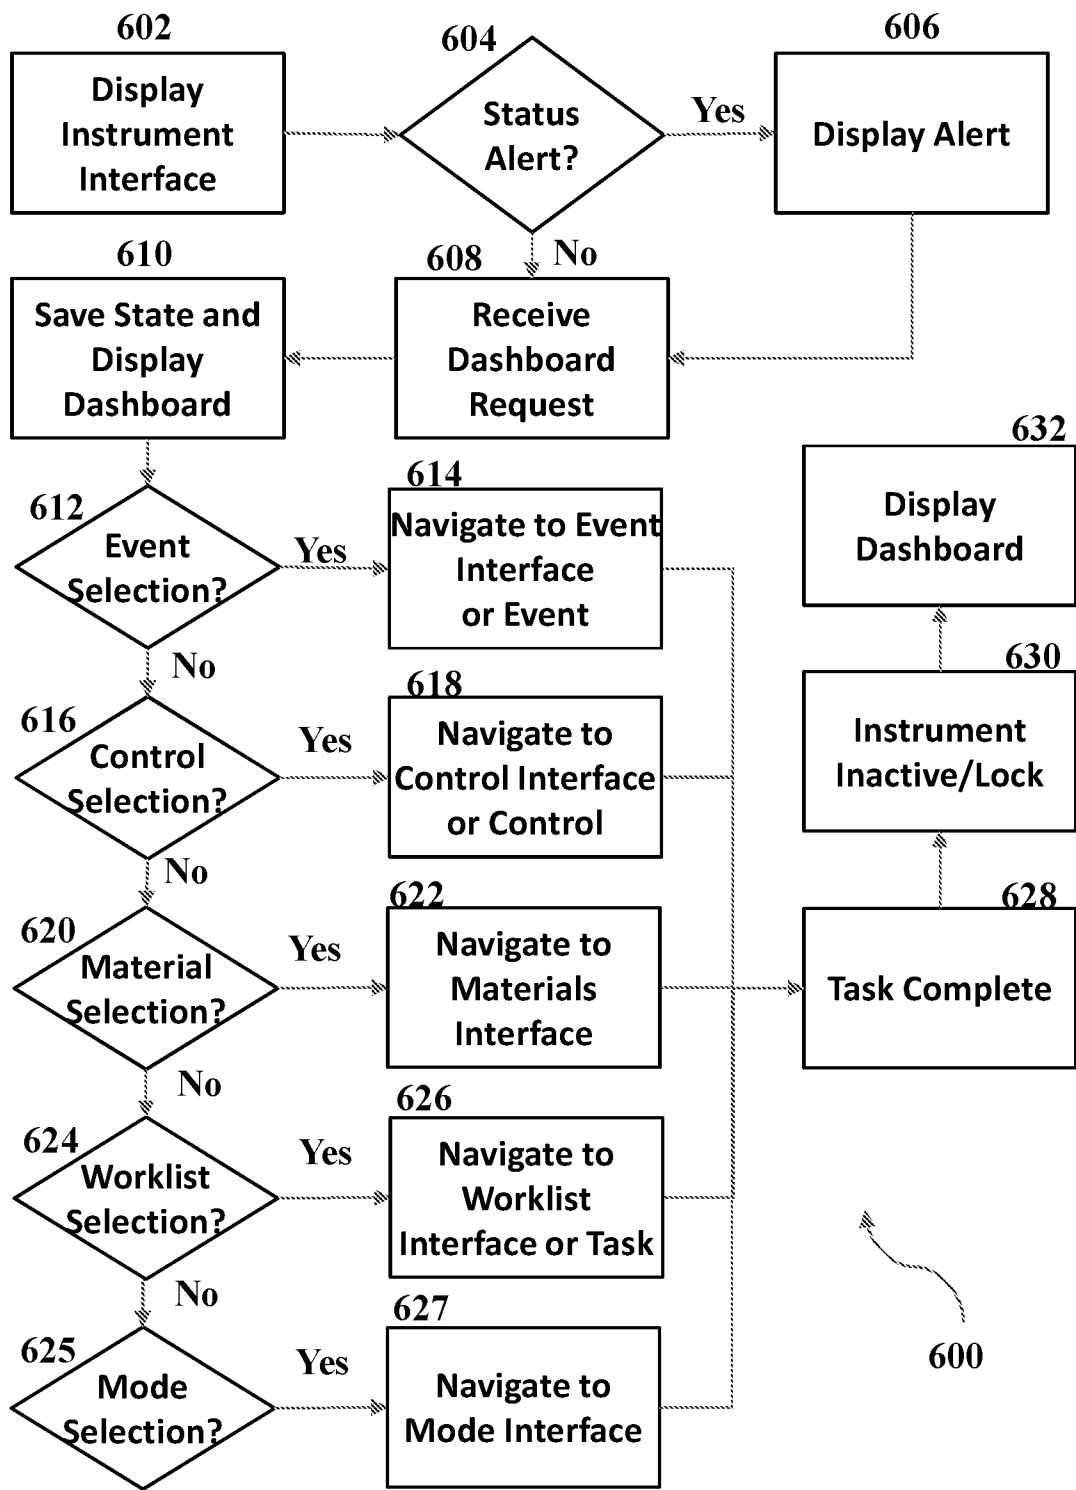 602
Display
Instrument
Interface
604
Status
Alert?
Yes
606
Display Alert
No
610
Save State and
Display
Dashboard
608
Receive
Dashboard
Request
612
Event
Selection?
Yes
614
Navigate to Event
Interface
or Event
No
616
Control
Selection?
Yes
618
Navigate to
Control Interface
or Control
No
620
Material
Selection?
Yes
622
Navigate to
Materials
Interface
No
624
Worklist
Selection?
Yes
626
Navigate to
Worklist
Interface or Task
No
625
Mode
Selection?
Yes
627
Navigate to
Mode Interface
632
Display
Dashboard
630
Instrument
Inactive/Lock
628
Task Complete
600